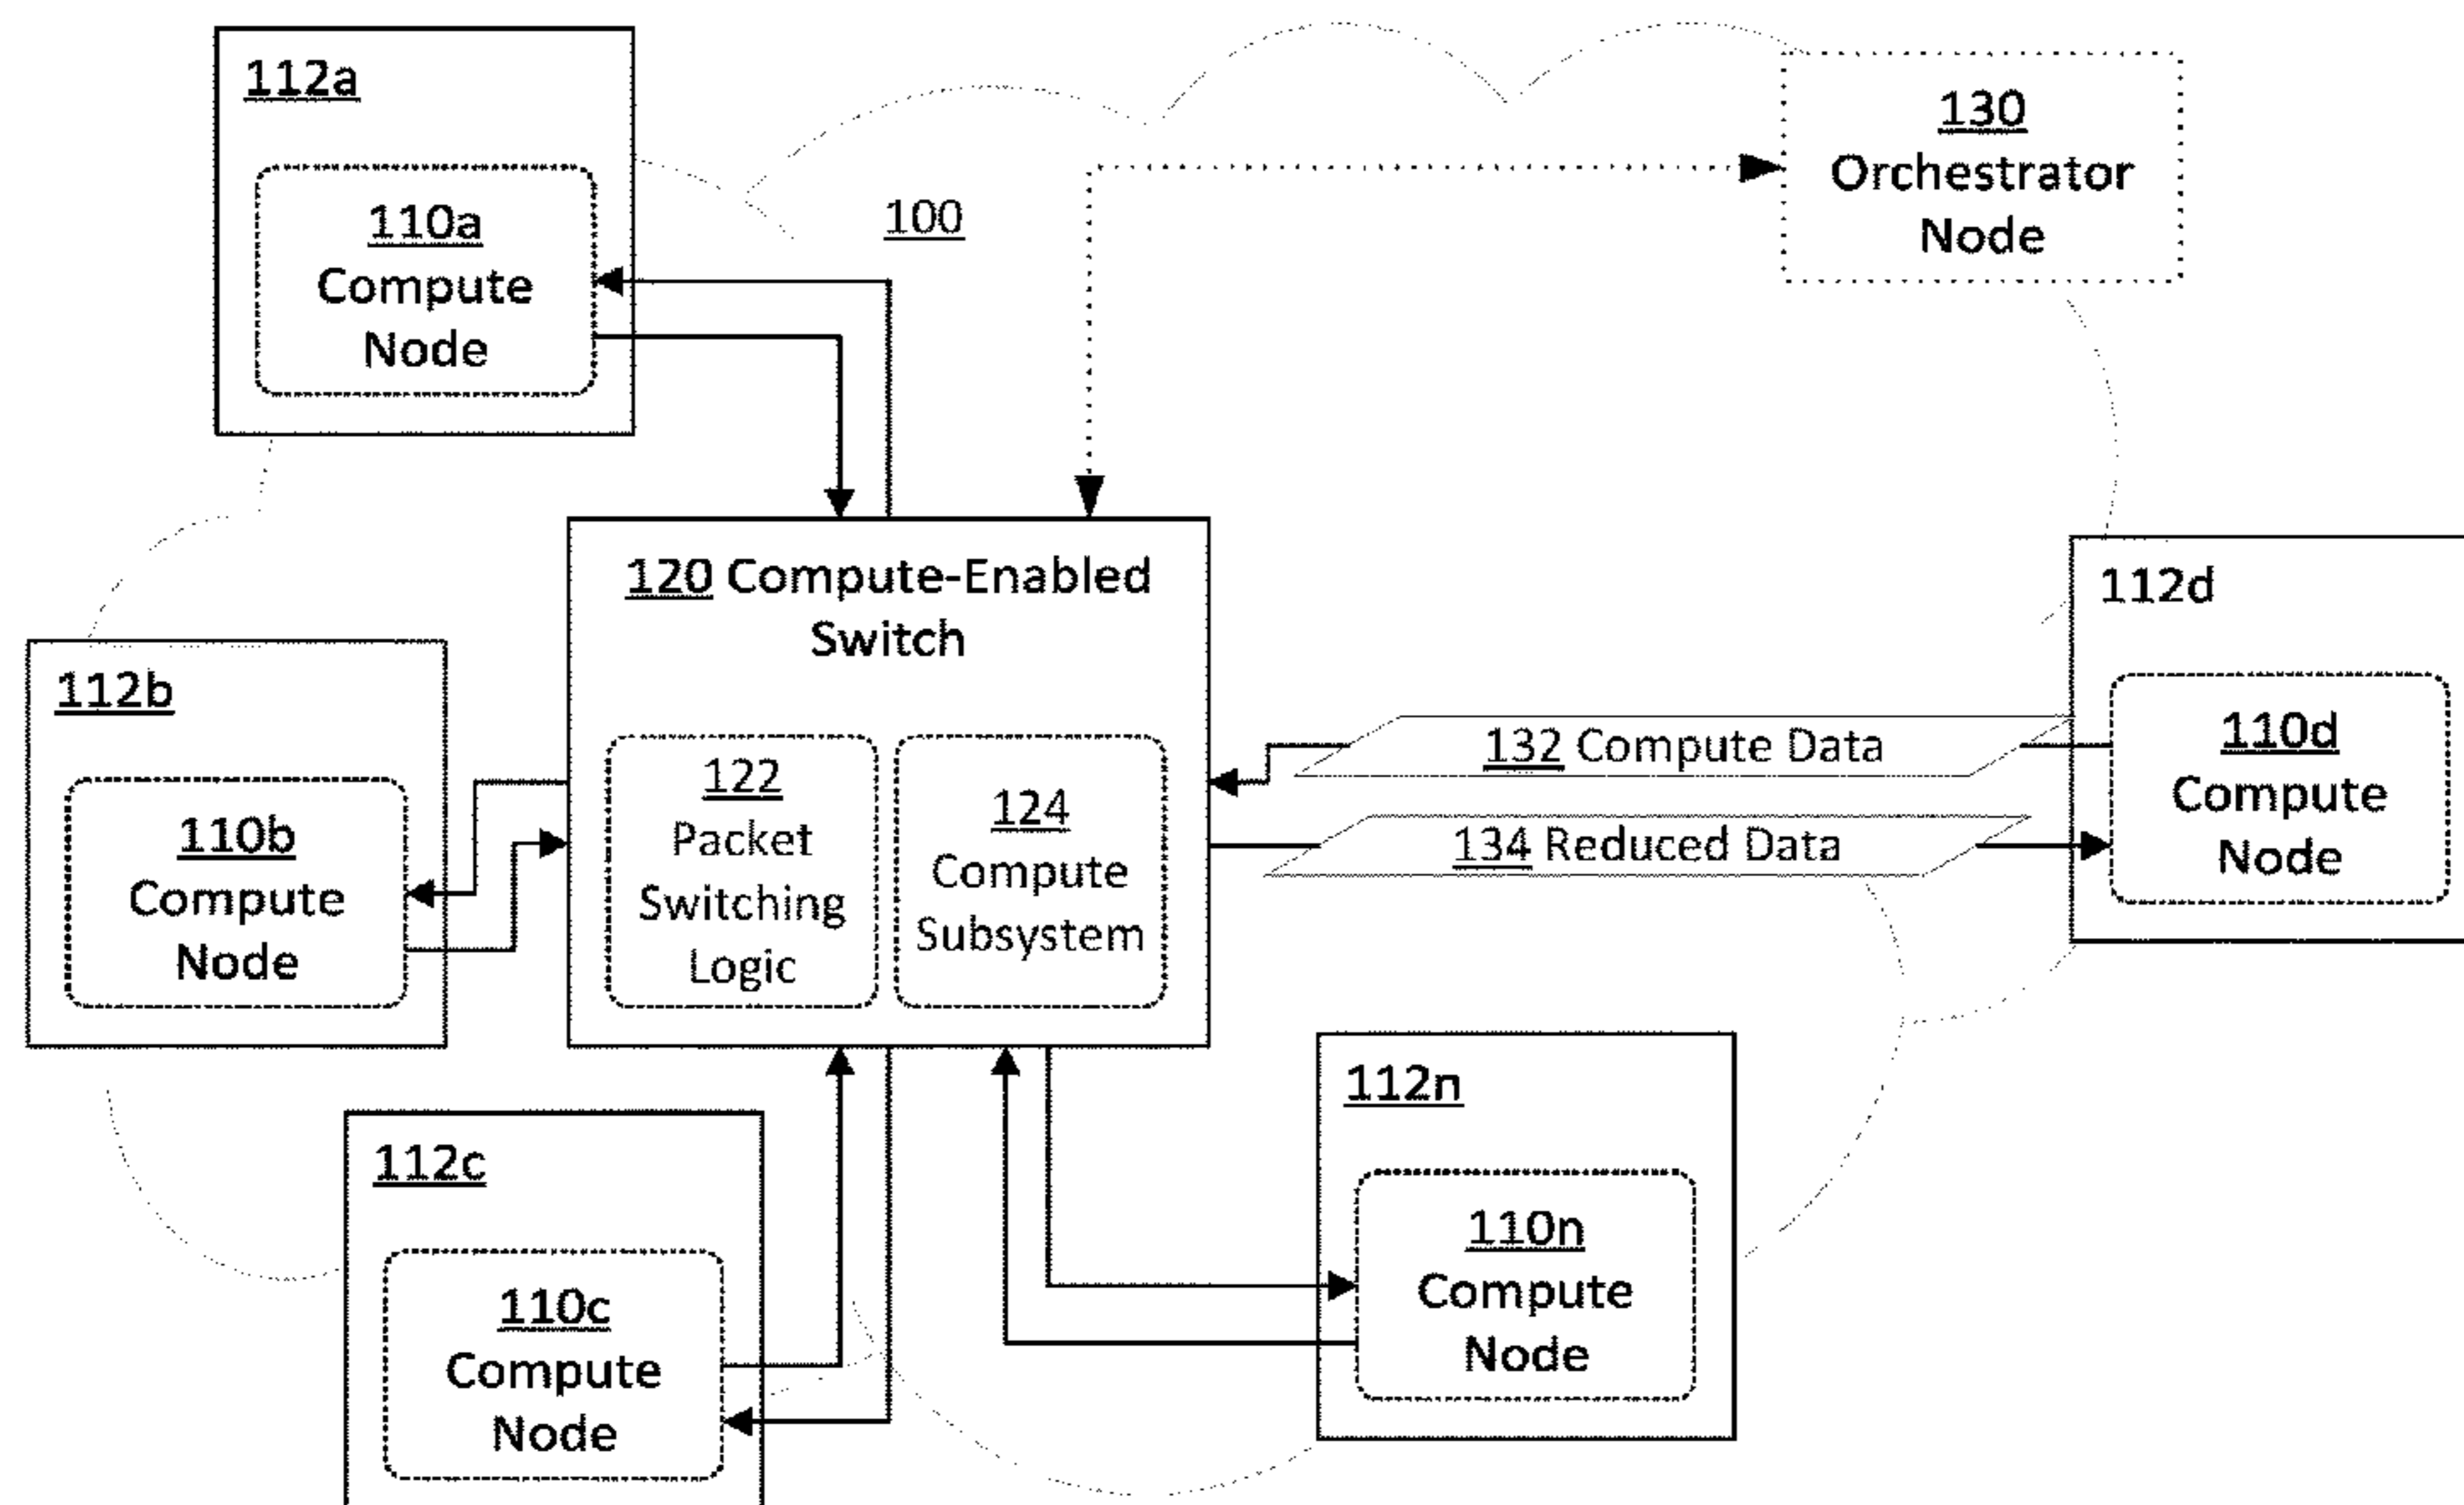 112a
110a
Compute
Node
100
130
Orchestrator
Node
120 Compute-Enabled
Switch
122
Packet
Switching
Logic
124
Compute
Subsystem
112b
110b
Compute
Node
132 Compute Data
134 Reduced Data
112d
110d
Compute
Node
112c
110c
Compute
Node
112n
110n
Compute
Node